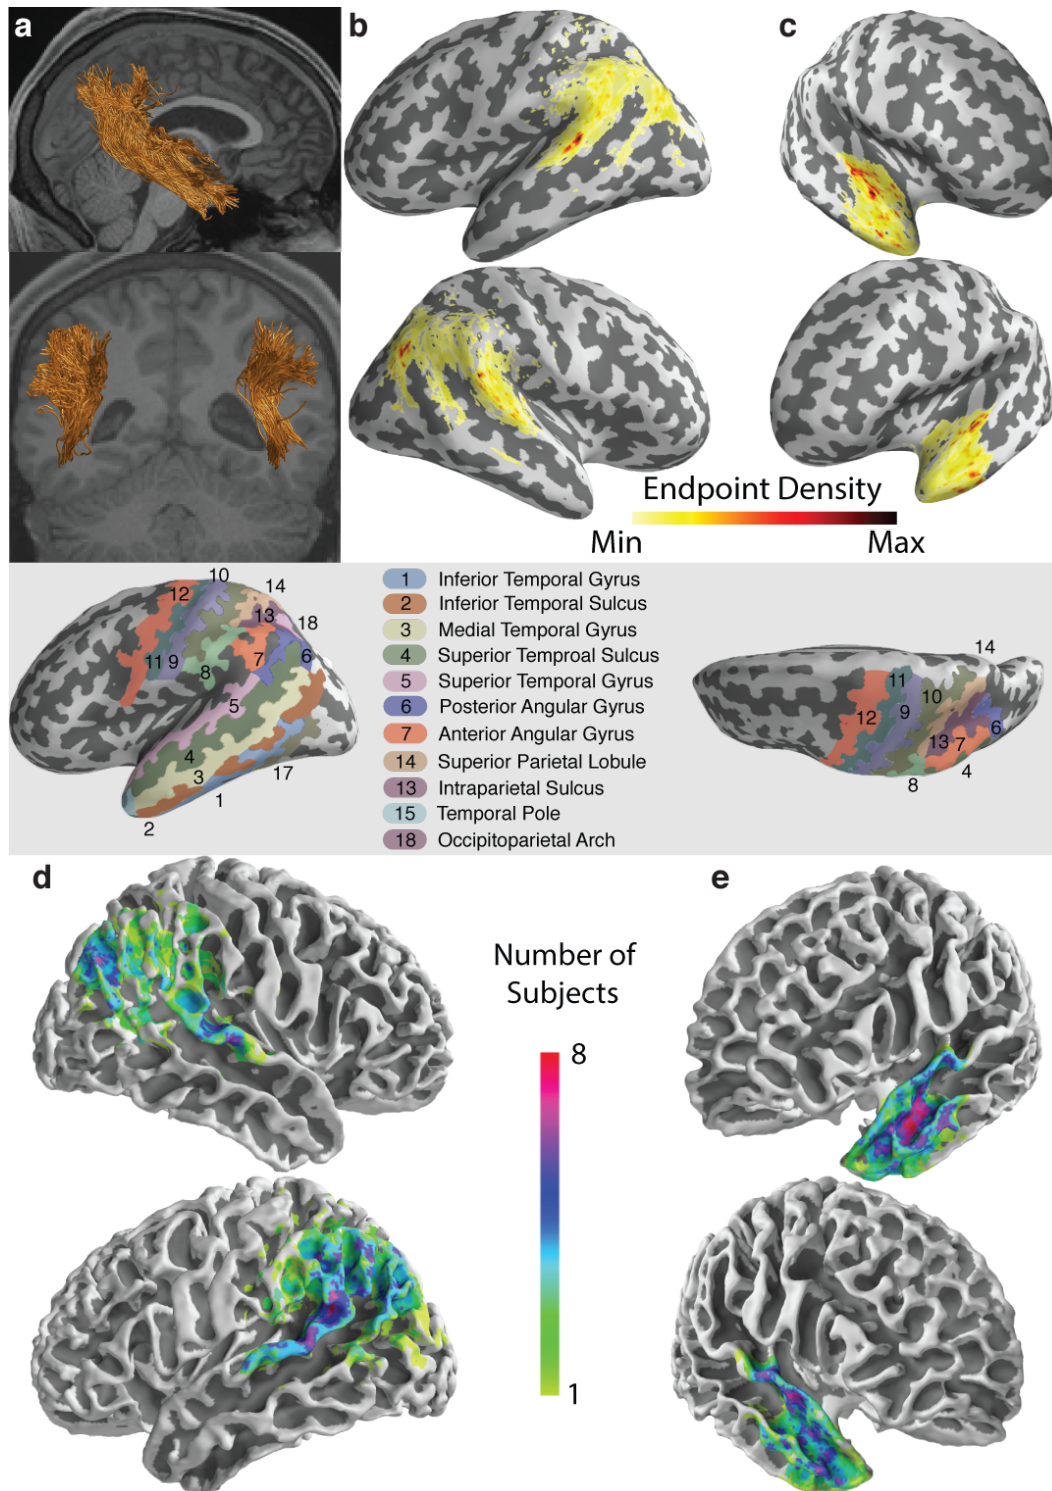 a
b
c
Endpoint Density
Min
Max
10
12
14
13
18
11
9
8
7
6
5
4
3
17
1
2
1 Inferior Temporal Gyrus
2 Inferior Temporal Sulcus
3 Medial Temporal Gyrus
4 Superior Temproal Sulcus
5 Superior Temporal Gyrus
6 Posterior Angular Gyrus
7 Anterior Angular Gyrus
14 Superior Parietal Lobule
13 Intraparietal Sulcus
15 Temporal Pole
18 Occipitoparietal Arch
14
11
10
12
9
6
13
7
4
8
d
e
Number of
Subjects
8
1